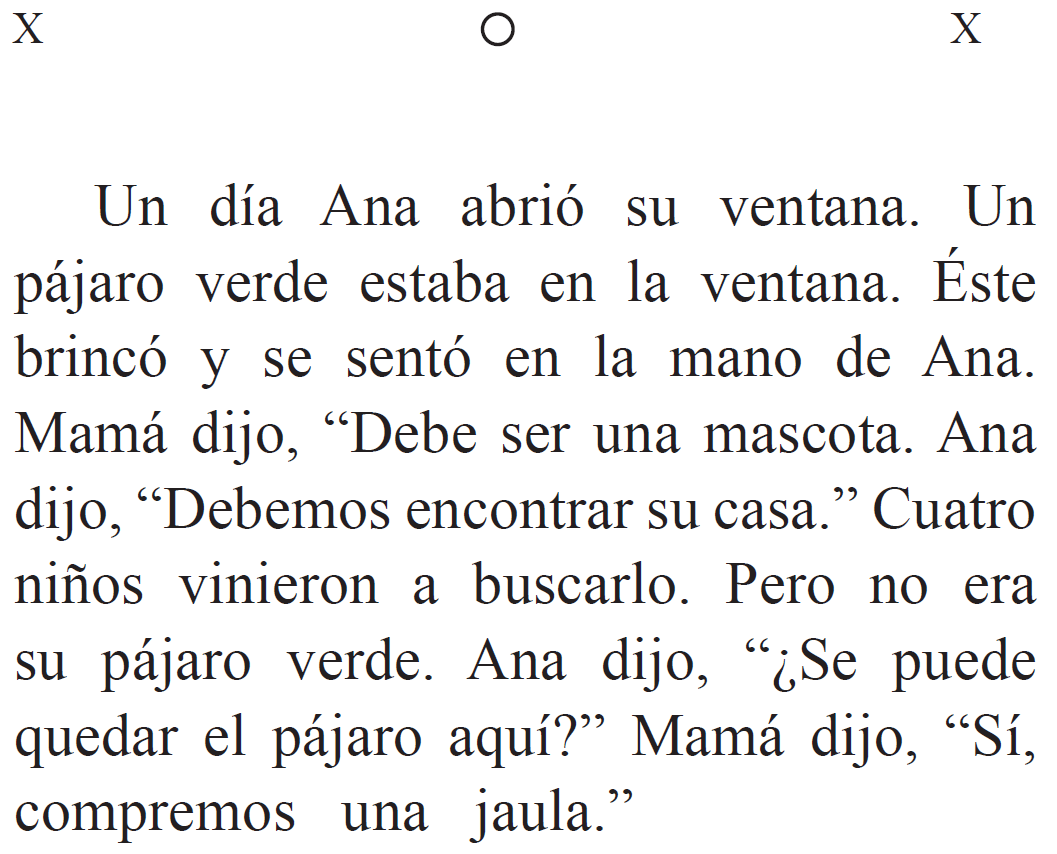 X O X
Un día Ana abrió su ventana. Un
pájaro verde estaba en la ventana. Éste
brincó y se sentó en la mano de Ana.
Mamá dijo, “Debe ser una mascota. Ana
dijo, “Debemos encontrar su casa.” Cuatro
niños vinieron a buscarlo. Pero no era
su pájaro verde. Ana dijo, “¿Se puede
quedar el pájaro aquí?” Mamá dijo, “Sí,
compremos una jaula.”